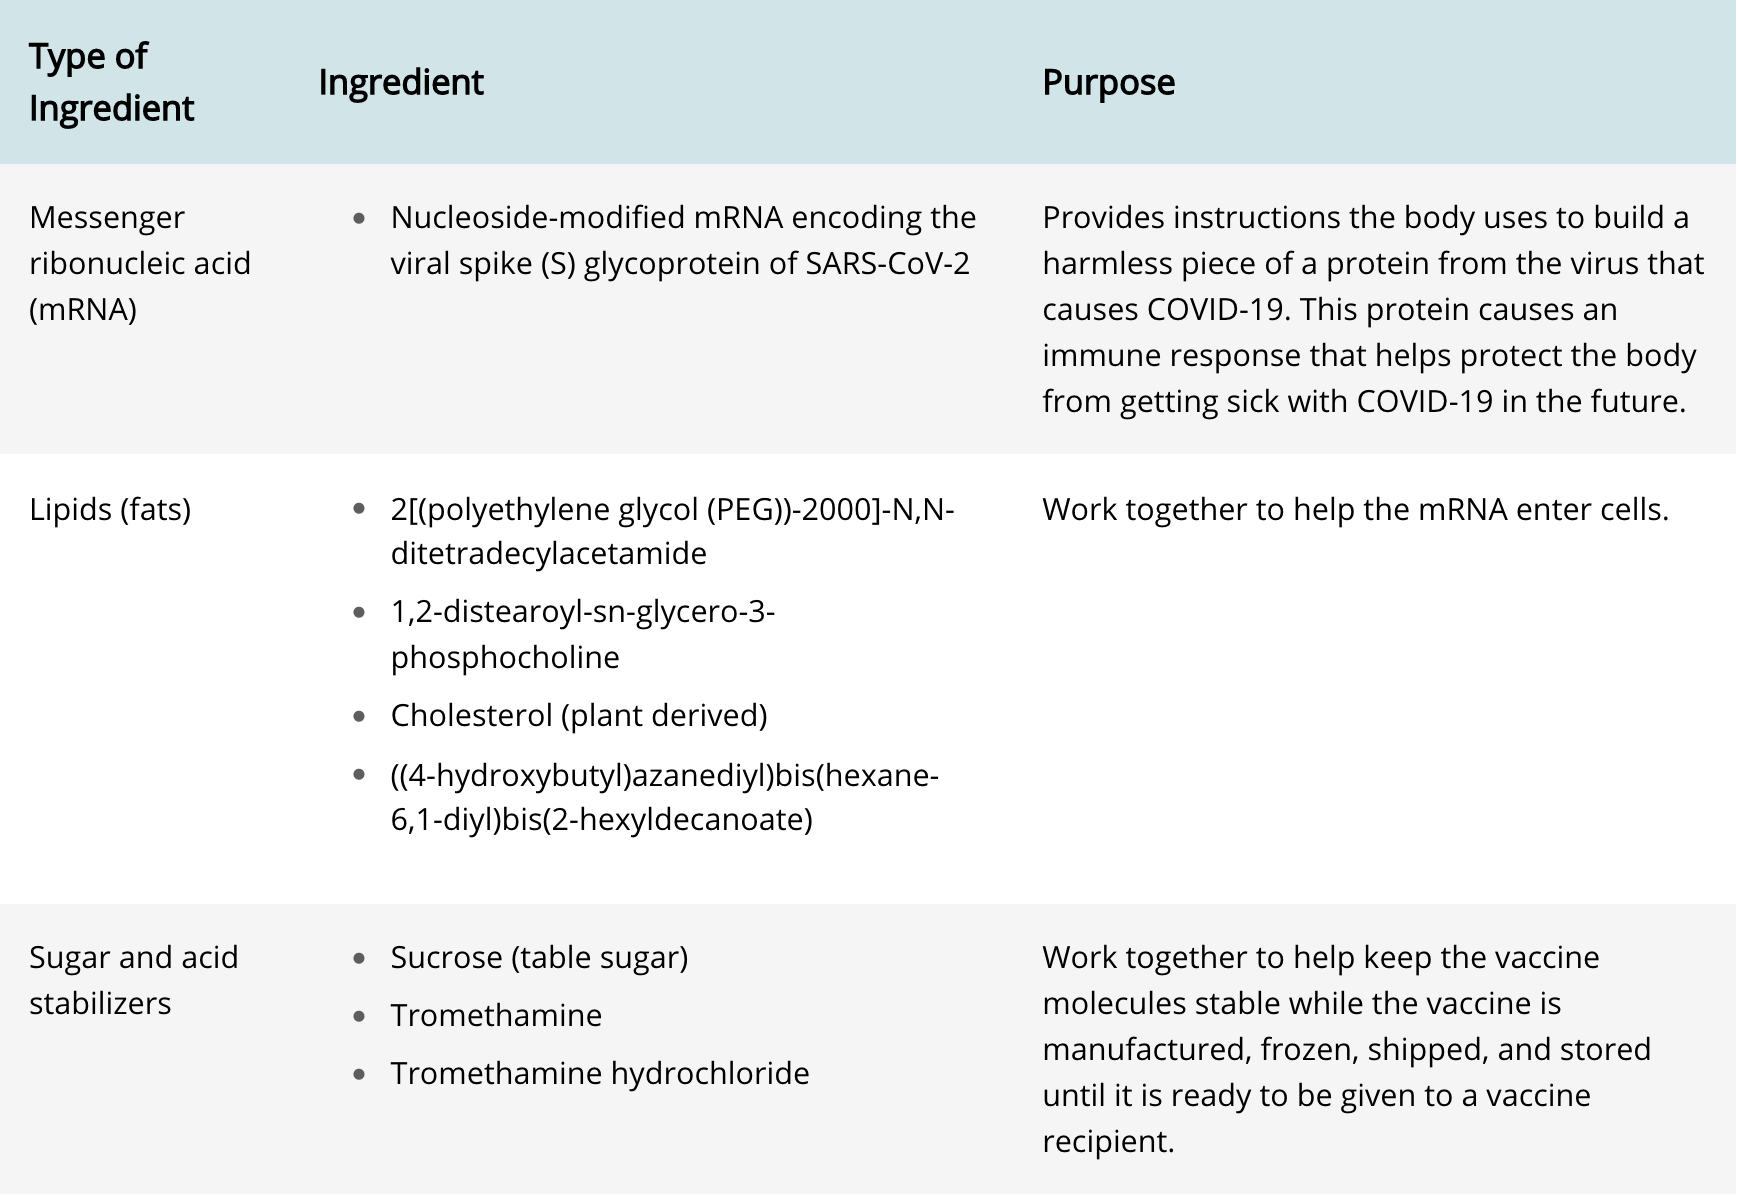 Type of
Ingredient
Ingredient
Purpose
Messenger
ribonucleic acid
(mRNA)
Nucleoside-modified mRNA encoding the
viral spike (S) glycoprotein of SARS-CoV-2
Provides instructions the body uses to build a
harmless piece of a protein from the virus that
causes COVID-19. This protein causes an
immune response that helps protect the body
from getting sick with COVID-19 in the future.
Lipids (fats)
2[(polyethylene glycol (PEG))-2000]-N,N-
ditetradecylacetamide
1,2-distearoyl-sn-glycero-3-
phosphocholine
Cholesterol (plant derived)
((4-hydroxybutyl)azanediyl)bis(hexane-
6,1-diyl)bis(2-hexyldecanoate)
Work together to help the mRNA enter cells.
Sugar and acid
stabilizers
Sucrose (table sugar)
Tromethamine
Tromethamine hydrochloride
Work together to help keep the vaccine
molecules stable while the vaccine is
manufactured, frozen, shipped, and stored
until it is ready to be given to a vaccine
recipient.